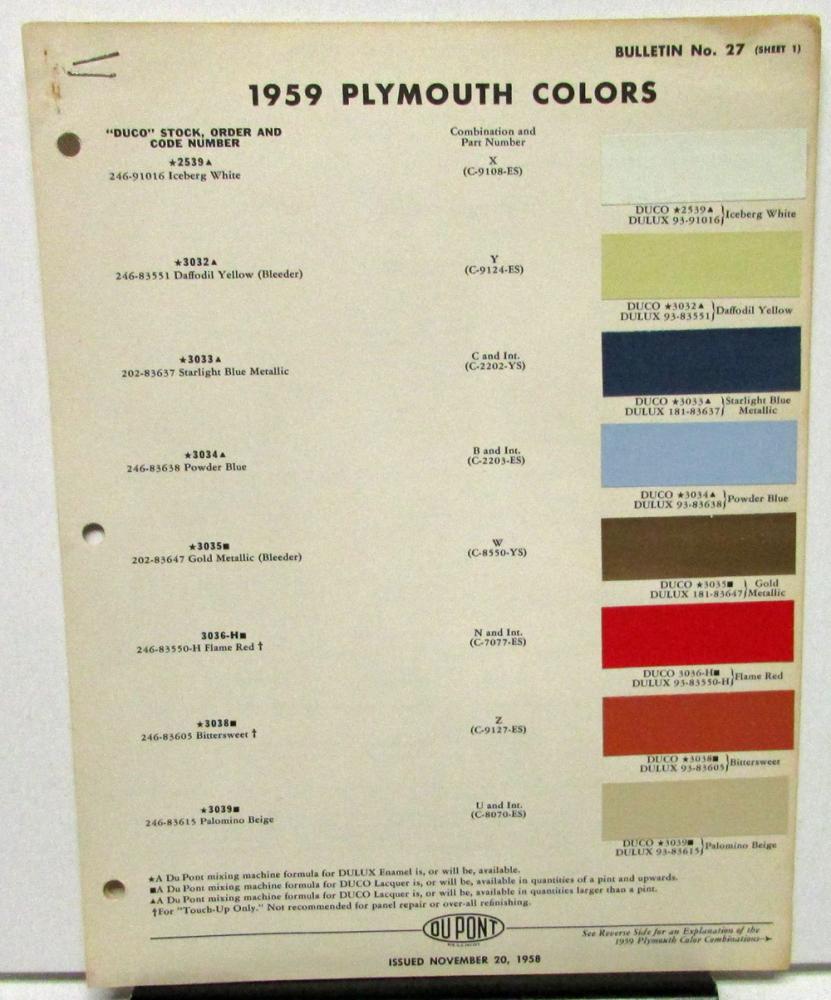 BULLETIN No. 27 (SHEET 1)
1959 PLYMOUTH COLORS
"DUCO" STOCK, ORDER AND
CODE NUMBER
Combination and
Part Number
★2539▲
246-91016 Iceberg White
X
(C-9108-ES)
DUCO ★2539▲
DULUX 93-91016
} Iceberg White
★3032▲
246-83551 Daffodil Yellow (Bleeder)
Y
(C-9124-ES)
DUCO ★3032▲
DULUX 93-83551
} Daffodil Yellow
★3033▲
202-83637 Starlight Blue Metallic
C and Int.
(C-2202-YS)
DUCO ★3033▲
DULUX 181-83637
} Starlight Blue
Metallic
★3034▲
246-83638 Powder Blue
B and Int.
(C-2203-ES)
DUCO ★3034▲
DULUX 93-83638
} Powder Blue
★3035■
202-83647 Gold Metallic (Bleeder)
W
(C-8550-YS)
DUCO ★3035■
DULUX 181-83647
} Gold
Metallic
3036-H■
246-83550-H Flame Red †
N and Int.
(C-7077-ES)
DUCO 3036-H■
DULUX 93-83550-H
} Flame Red
★3038■
246-83605 Bittersweet †
Z
(C-9127-ES)
DUCO ★3038■
DULUX 93-83605
} Bittersweet
★3039■
246-83615 Palomino Beige
U and Int.
(C-8070-ES)
DUCO ★3039■
DULUX 93-83615
} Palomino Beige
★A Du Pont mixing machine formula for DULUX Enamel is, or will be, available.
■A Du Pont mixing machine formula for DUCO Lacquer is, or will be, available in quantities of a pint and upwards.
▲A Du Pont mixing machine formula for DUCO Lacquer is, or will be, available in quantities larger than a pint.
†For "Touch-Up Only." Not recommended for panel repair or over-all refinishing.
DU PONT
See Reverse Side for an Explanation of the
1959 Plymouth Color Combinations
ISSUED NOVEMBER 20, 1958